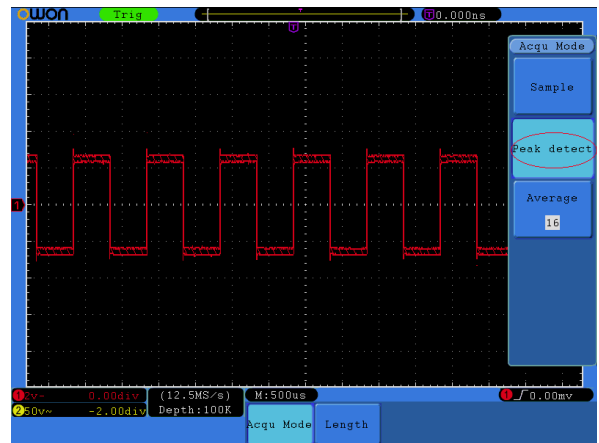 owon Trig T 0.000ns
T
Acqu Mode
Sample
Peak detect
Average
16
1
1 2v~ 0.00div (12.5MS/s) M:500us 1 0.00mv
2 50v~ -2.00div Depth:100K
Acqu Mode Length